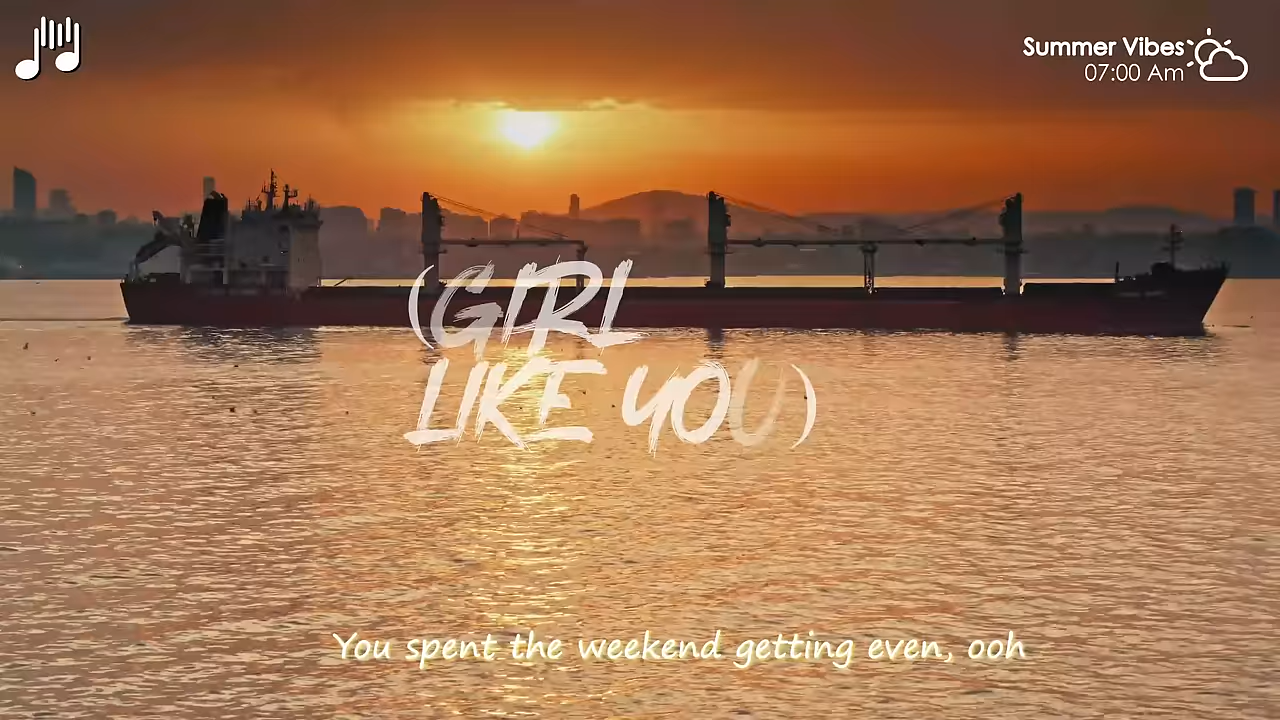 Summer Vibes
07:00 Am
(GIRL
LIKE YOU)
You spent the weekend getting even, ooh